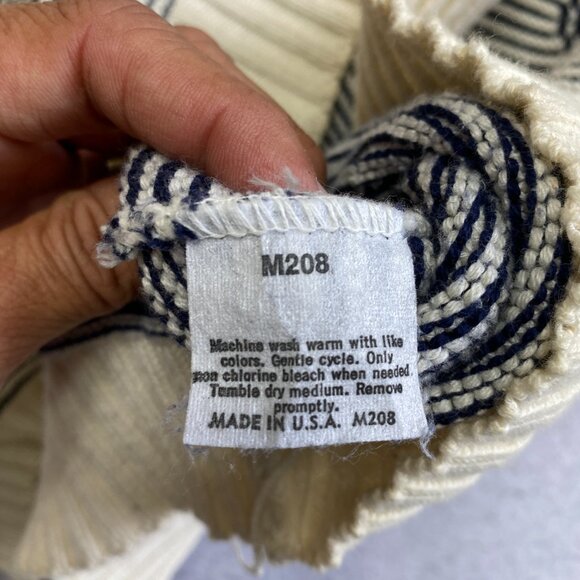 M208
Machine wash warm with like
colors. Gentle cycle. Only
non chlorine bleach when needed
Tumble dry medium. Remove
promptly.
MADE IN U.S.A. M208